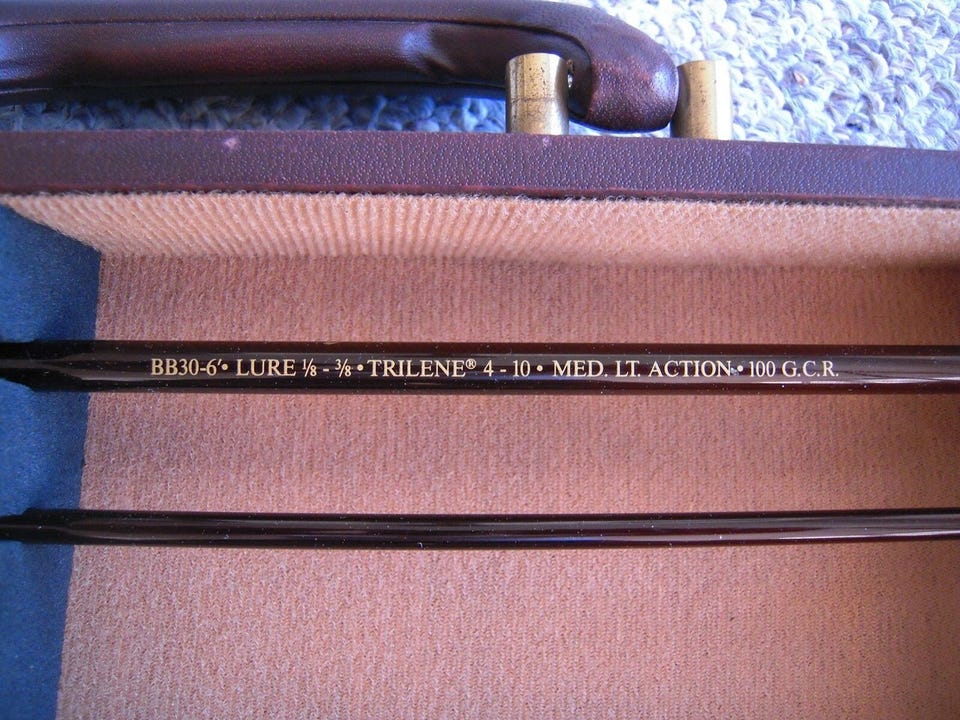 BB30-6'• LURE ⅛ - ⅜ • TRILENE® 4 - 10 • MED. LT. ACTION • 100 G.C.R.